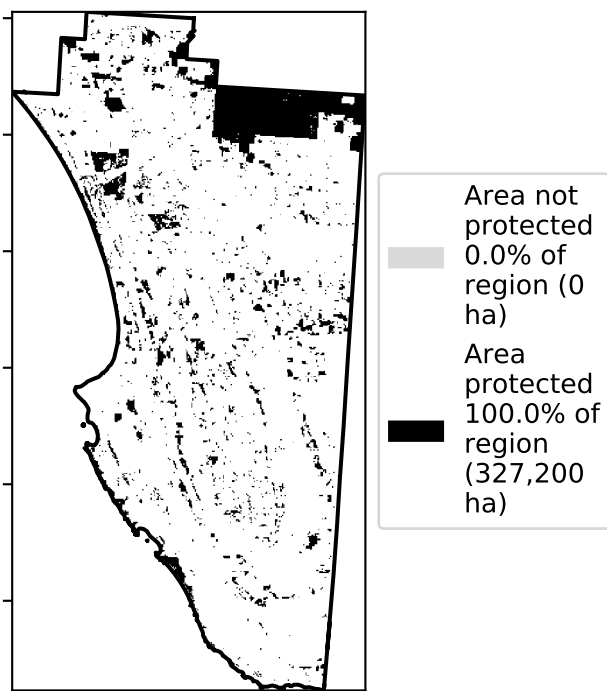 Area not
protected
0.0% of
region (0
ha)
Area
protected
100.0% of
region
(327,200
ha)